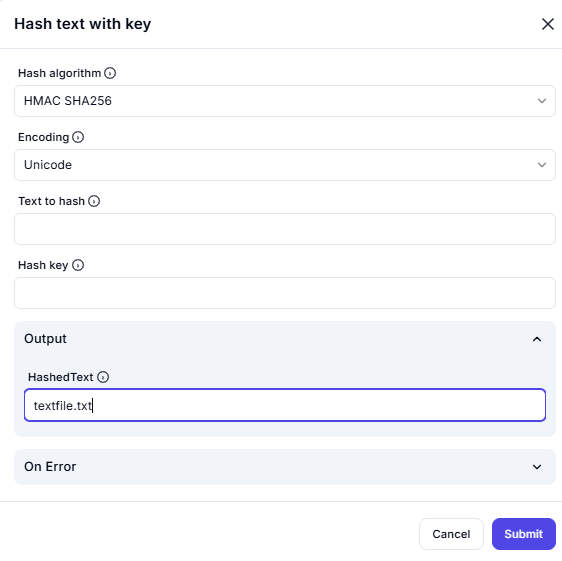 Hash text with key
Hash algorithm
HMAC SHA256
Encoding
Unicode
Text to hash
Hash key
Output
HashedText
textfile.txt
On Error
Cancel Submit